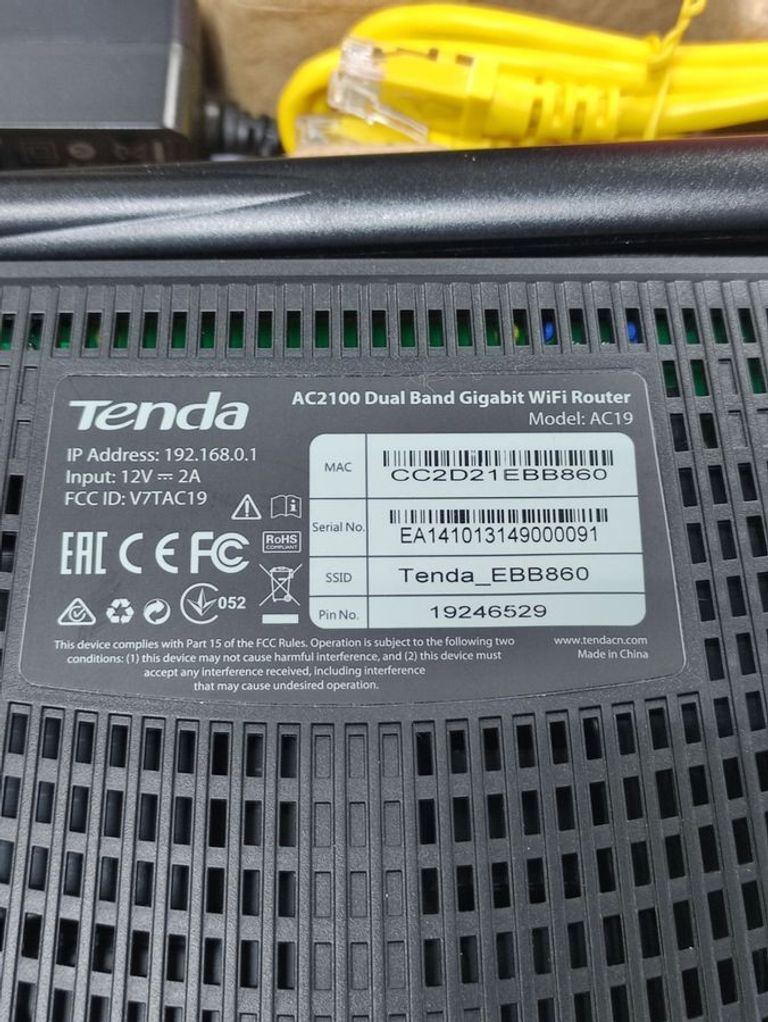 Tenda
AC2100 Dual Band Gigabit WiFi Router
Model: AC19
IP Address: 192.168.0.1
Input: 12V ⎓ 2A
FCC ID: V7TAC19
EAC CE FC
RoHS
COMPLIANT
052
MAC
CC2D21EBB860
Serial No.
EA141013149000091
SSID
Tenda_EBB860
Pin No.
19246529
This device complies with Part 15 of the FCC Rules. Operation is subject to the following two
conditions: (1) this device may not cause harmful interference, and (2) this device must
accept any interference received, including interference
that may cause undesired operation.
www.tendacn.com
Made in China